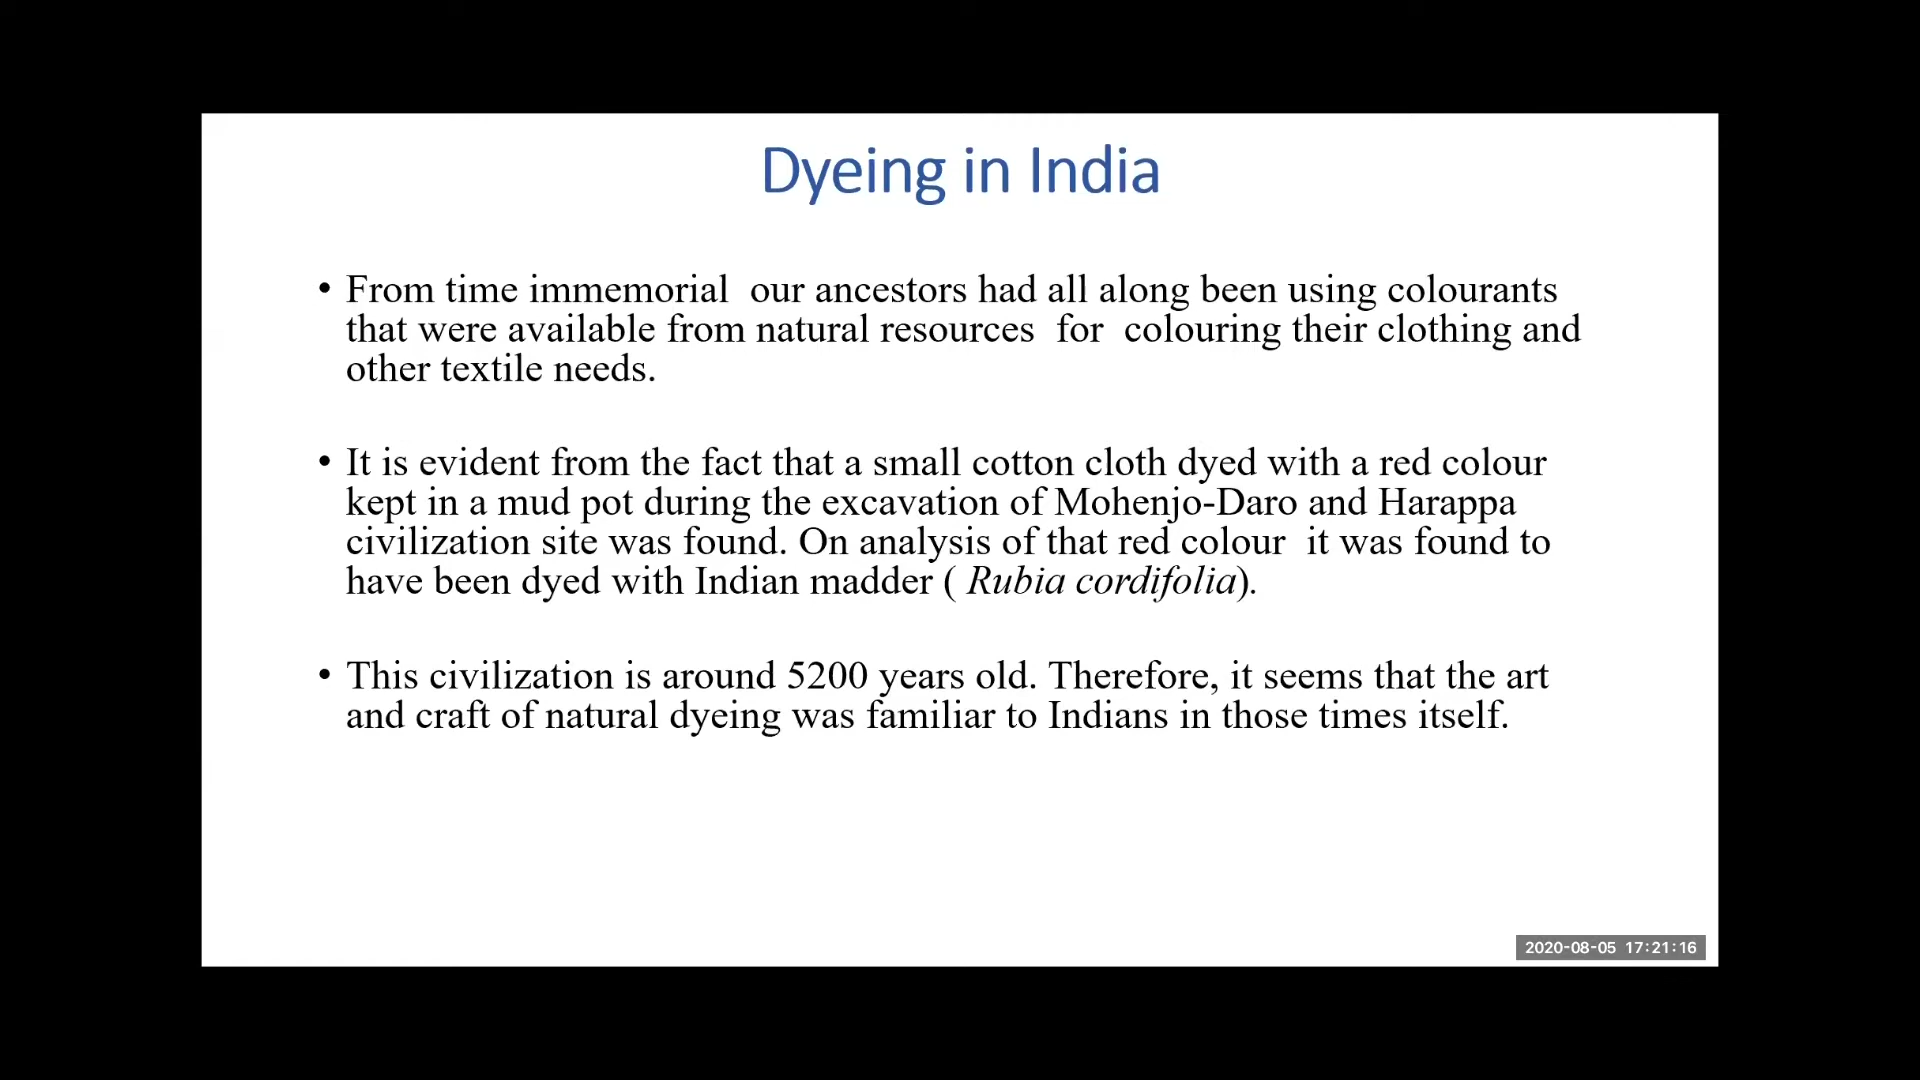 Dyeing in India
• From time immemorial our ancestors had all along been using colourants
that were available from natural resources for colouring their clothing and
other textile needs.
• It is evident from the fact that a small cotton cloth dyed with a red colour
kept in a mud pot during the excavation of Mohenjo-Daro and Harappa
civilization site was found. On analysis of that red colour it was found to
have been dyed with Indian madder ( Rubia cordifolia).
• This civilization is around 5200 years old. Therefore, it seems that the art
and craft of natural dyeing was familiar to Indians in those times itself.
2020-08-05 17:21:16